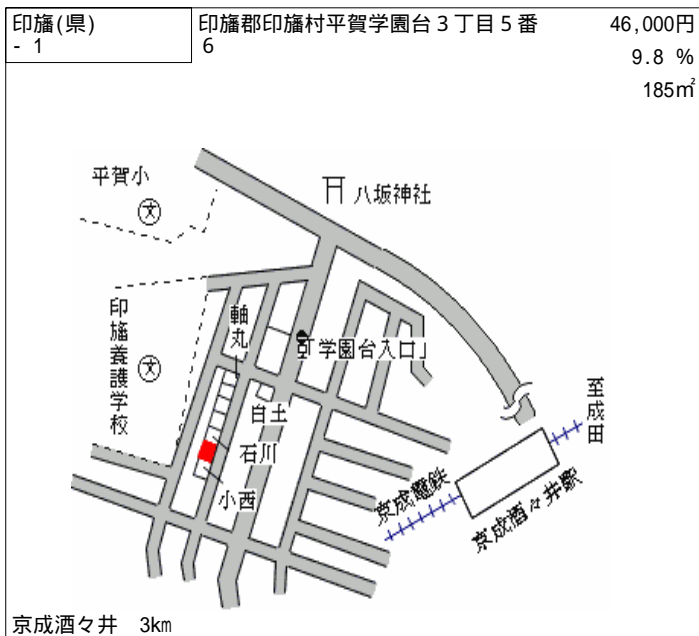 印旛(県)
- 1
印旛郡印旛村平賀学園台３丁目５番
６
46,000円
9.8 %
185㎡
平賀小
文
八坂神社
印旛養護学校
文
軸丸
「学園台入口」
白土
石川
小西
至成田
京成電鉄
京成酒々井駅
京成酒々井　3km